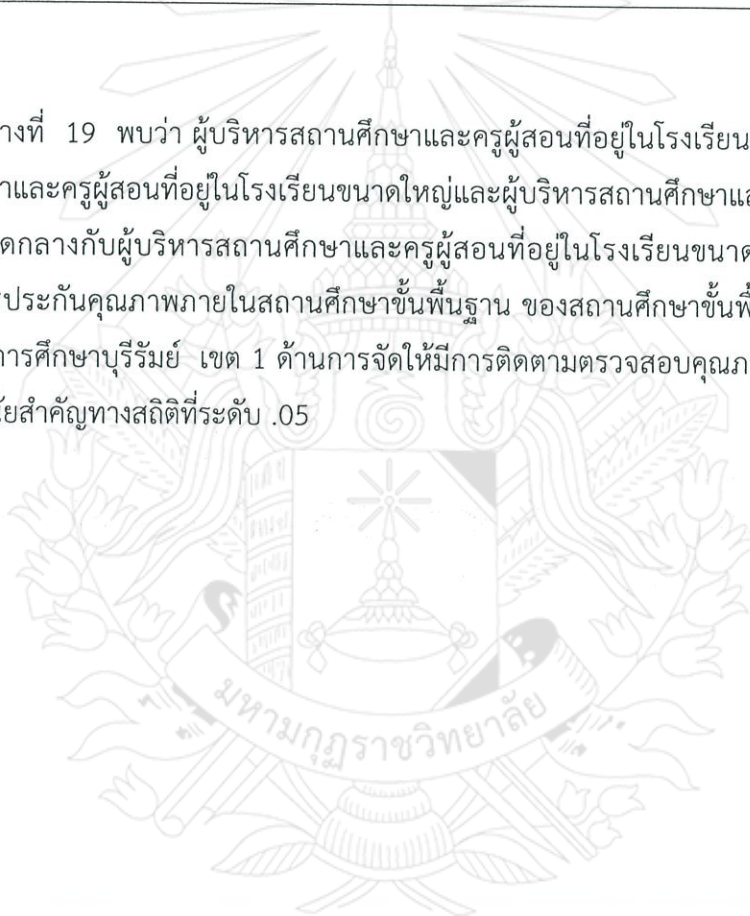 างที่ 19 พบว่า ผู้บริหารสถานศึกษาและครูผู้สอนที่อยู่ในโรงเรียน
าและครูผู้สอนที่อยู่ในโรงเรียนขนาดใหญ่และผู้บริหารสถานศึกษาแล
ดกลางกับผู้บริหารสถานศึกษาและครูผู้สอนที่อยู่ในโรงเรียนขนาด
ประกันคุณภาพภายในสถานศึกษาขั้นพื้นฐาน ของสถานศึกษาขั้นพื้
การศึกษาบุรีรัมย์ เขต 1 ด้านการจัดให้มีการติดตามตรวจสอบคุณภ
ัยสำคัญทางสถิติที่ระดับ .05
มหามกุฏราชวิทยาลัย